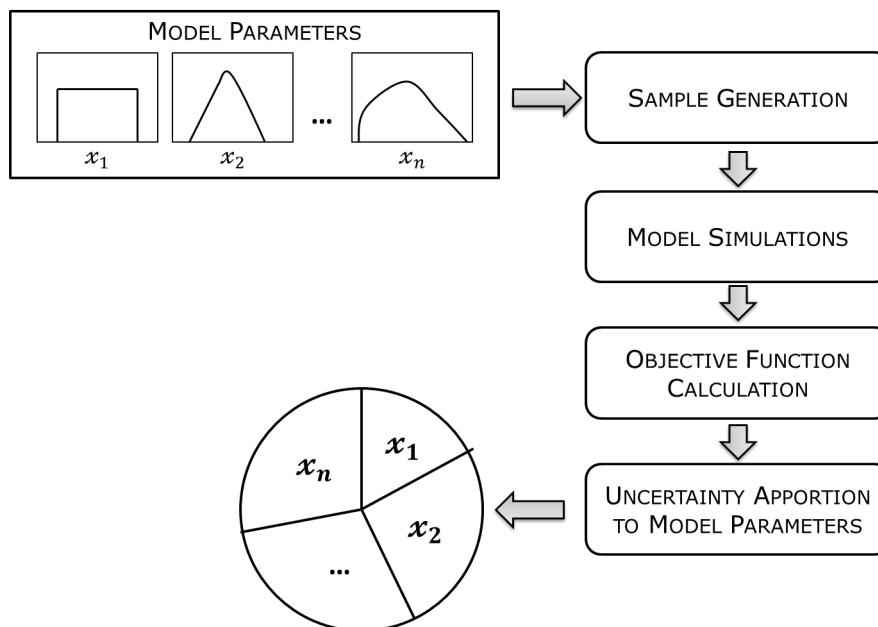 MODEL PARAMETERS
...
x₁
x₂
xₙ
SAMPLE GENERATION
MODEL SIMULATIONS
OBJECTIVE FUNCTION
CALCULATION
UNCERTAINTY APPORTION
TO MODEL PARAMETERS
xₙ
x₁
x₂
...